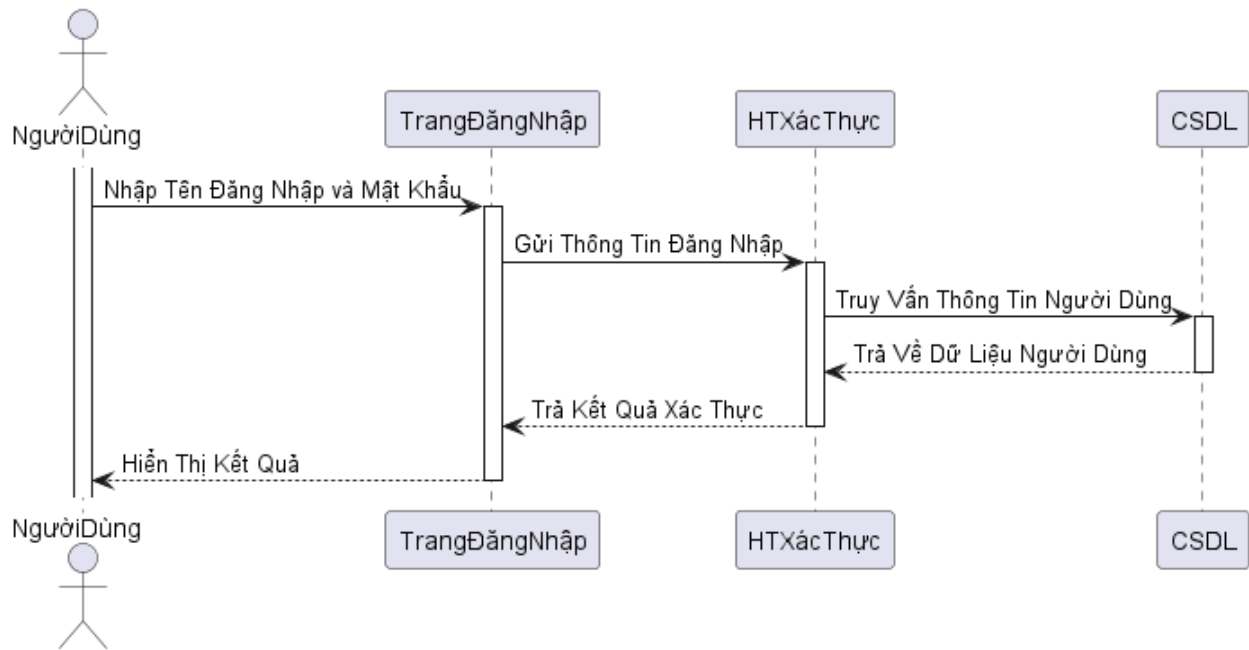 NgườiDùng
TrangĐăngNhập
HTXácThực
CSDL
Nhập Tên Đăng Nhập và Mật Khẩu
Gửi Thông Tin Đăng Nhập
Truy Vấn Thông Tin Người Dùng
Trả Về Dữ Liệu Người Dùng
Trả Kết Quả Xác Thực
Hiển Thị Kết Quả
NgườiDùng
TrangĐăngNhập
HTXácThực
CSDL